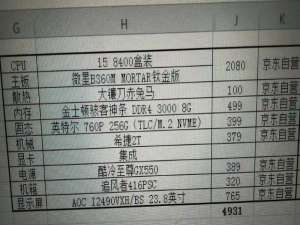 G H J K
CPU I5 8400盒装 2080 京东自营
主板 微星B360M MORTAR钛金版
散热 大镰刀赤兔马 100 京东自营
内存 金士顿骇客神条 DDR4 3000 8G 499 京东自营
固态 英特尔 760P 256G (TLC/M.2 NVME) 399 京东自营
机械 希捷2T 379 京东自营
显卡 集成
电源 酷冷至尊GX550 389 京东自营
机箱 追风者416PSC 320 京东自营
显示屏 AOC I2490VXH/BS 23.8英寸 765 京东自营
4931